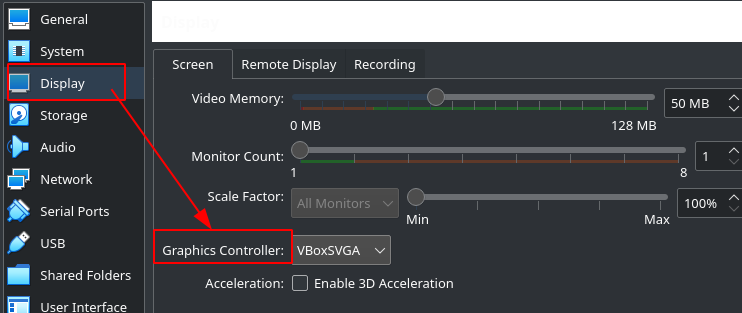 General
System
Display
Storage
Audio
Network
Serial Ports
USB
Shared Folders
User Interface
Display
Screen
Remote Display
Recording
Video Memory:
50 MB
0 MB
128 MB
Monitor Count:
1
1
8
Scale Factor:
All Monitors
100%
Min
Max
Graphics Controller:
VBoxSVGA
Acceleration:
Enable 3D Acceleration